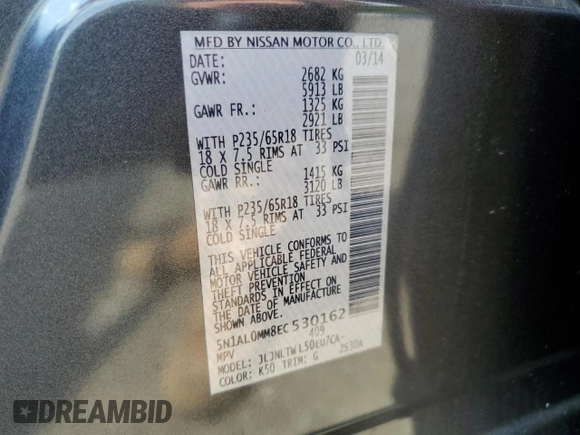 MFD BY NISSAN MOTOR CO., LTD.
DATE: 03/14
GVWR: 2682 KG
5913 LB
GAWR FR.: 1325 KG
2921 LB
WITH P235/65R18 TIRES
18 X 7.5 RIMS AT 33 PSI
COLD SINGLE
GAWR RR.: 1415 KG
3120 LB
WITH P235/65R18 TIRES
18 X 7.5 RIMS AT 33 PSI
COLD SINGLE
THIS VEHICLE CONFORMS TO
ALL APPLICABLE FEDERAL
MOTOR VEHICLE SAFETY AND
THEFT PREVENTION
STANDARDS IN EFFECT ON
THE DATE OF MANUFACTURE
SHOWN ABOVE.
5N1AL0MM8EC530162
MPV 409
MODEL: JLJNLTWL50EU7CA-
COLOR: K50 TRIM: G 2530A
DREAMBID